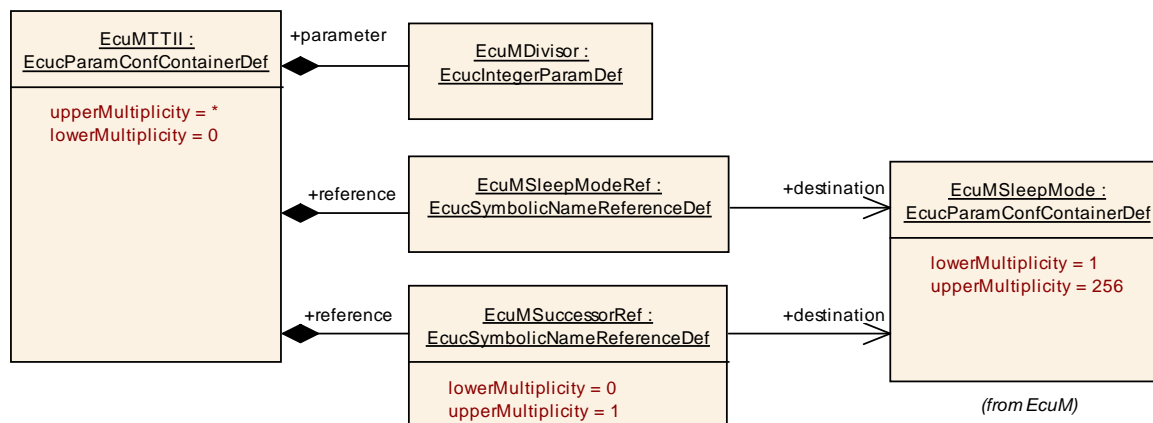 EcuMTTII :
EcucParamConfContainerDef
upperMultiplicity = *
lowerMultiplicity = 0
+parameter
EcuMDivisor :
EcucIntegerParamDef
+reference
EcuMSleepModeRef :
EcucSymbolicNameReferenceDef
+destination
EcuMSleepMode :
EcucParamConfContainerDef
lowerMultiplicity = 1
upperMultiplicity = 256
+reference
EcuMSuccessorRef :
EcucSymbolicNameReferenceDef
lowerMultiplicity = 0
upperMultiplicity = 1
+destination
(from EcuM)